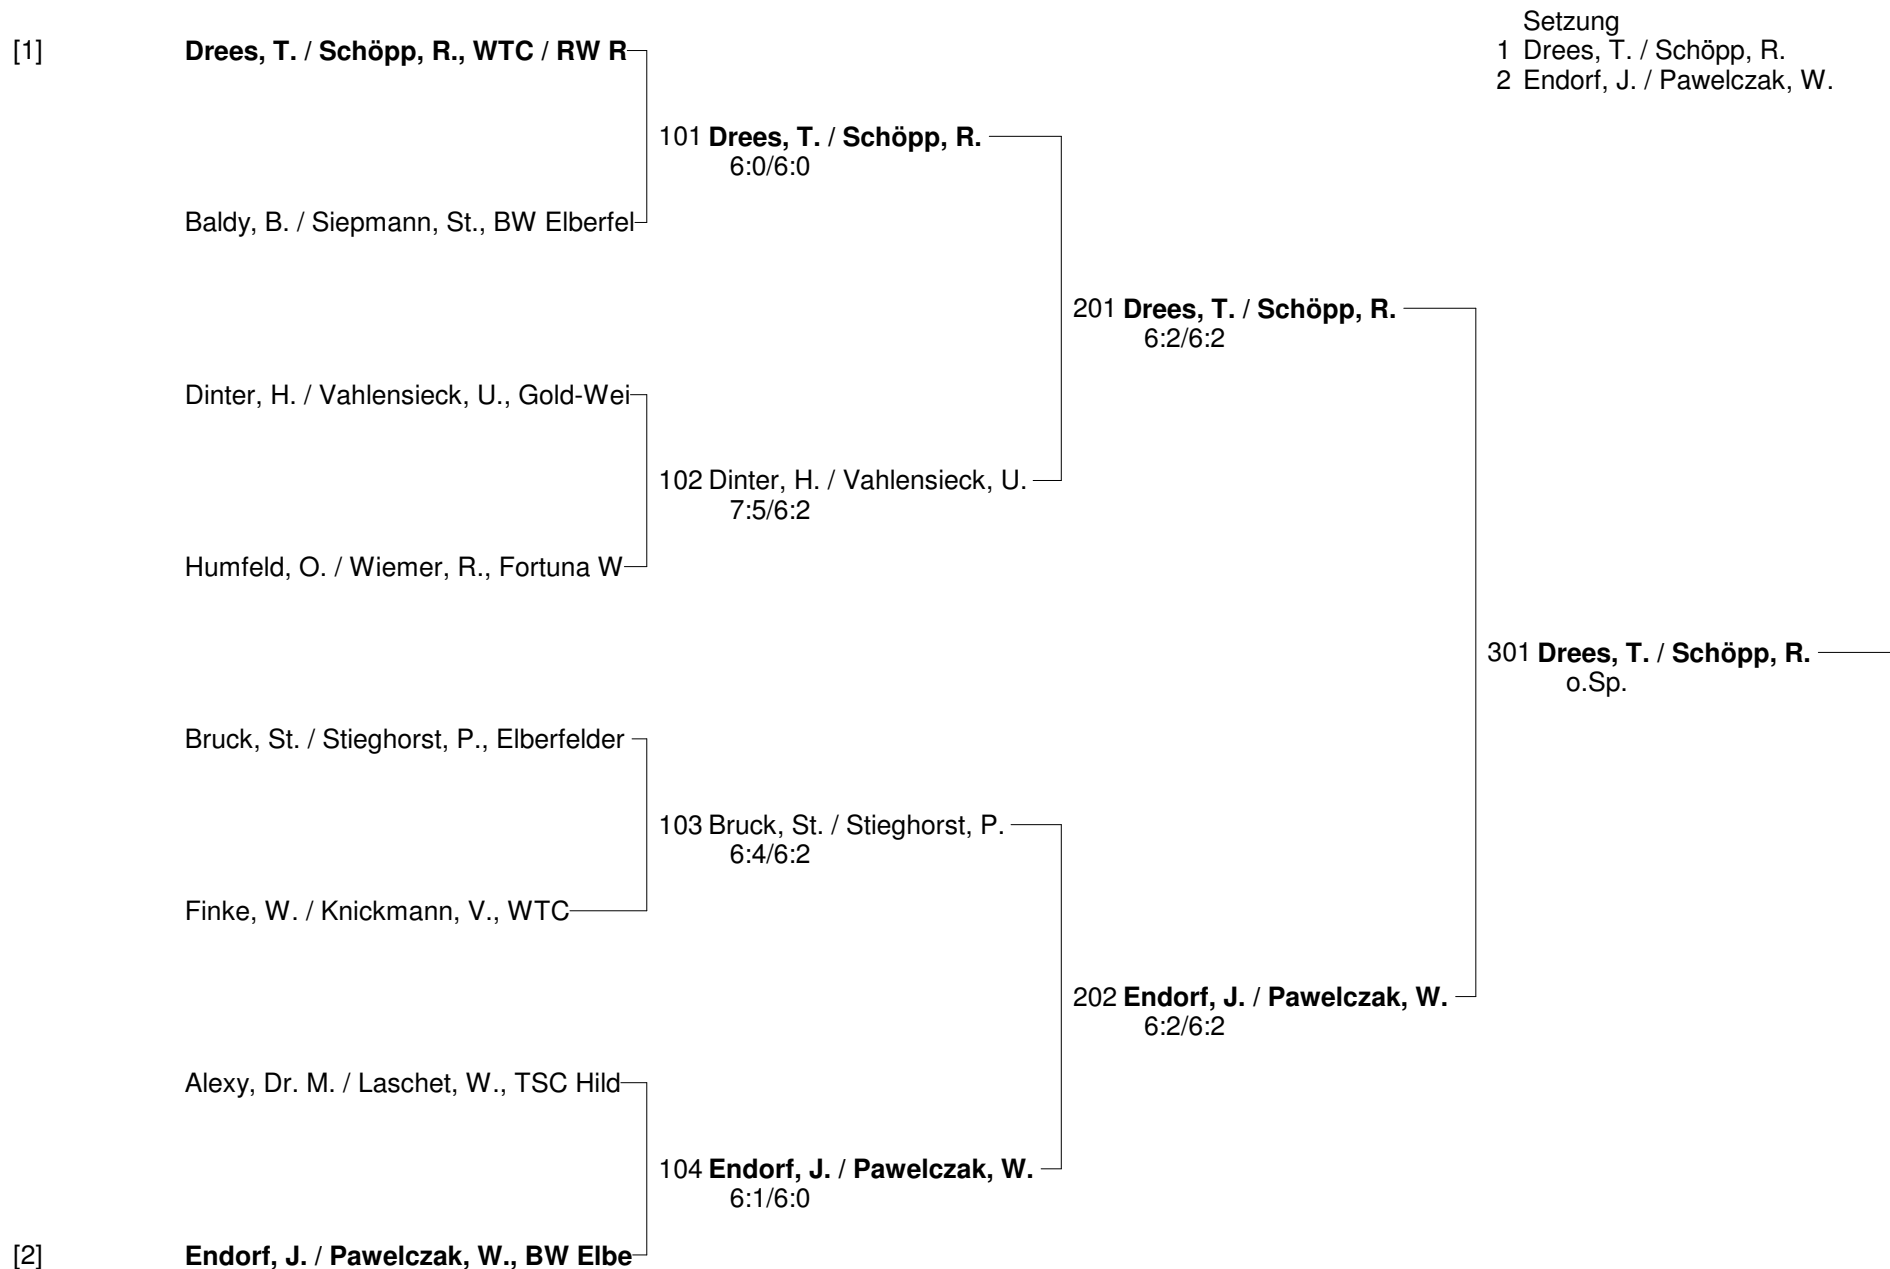 Setzung
[1] Drees, T. / Schöpp, R., WTC / RW R
1 Drees, T. / Schöpp, R.
2 Endorf, J. / Pawelczak, W.
101 Drees, T. / Schöpp, R.
6:0/6:0
Baldy, B. / Siepmann, St., BW Elberfel
201 Drees, T. / Schöpp, R.
6:2/6:2
Dinter, H. / Vahlensieck, U., Gold-Wei
102 Dinter, H. / Vahlensieck, U.
7:5/6:2
Humfeld, O. / Wiemer, R., Fortuna W
301 Drees, T. / Schöpp, R.
o.Sp.
Bruck, St. / Stieghorst, P., Elberfelder
103 Bruck, St. / Stieghorst, P.
6:4/6:2
Finke, W. / Knickmann, V., WTC
202 Endorf, J. / Pawelczak, W.
6:2/6:2
Alexy, Dr. M. / Laschet, W., TSC Hild
104 Endorf, J. / Pawelczak, W.
6:1/6:0
[2] Endorf, J. / Pawelczak, W., BW Elbe